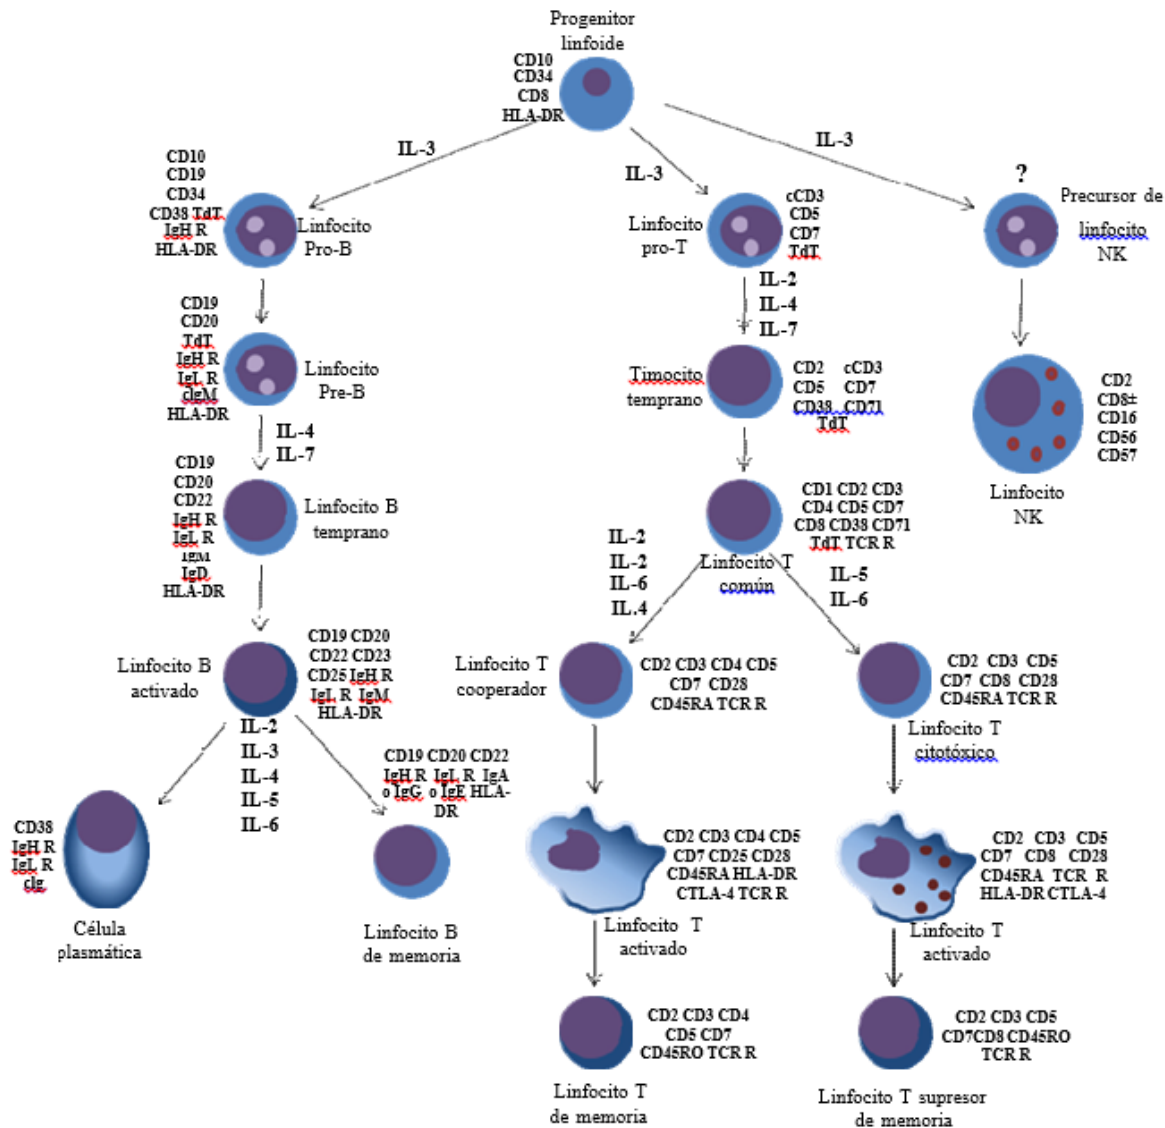 Progenitor
linfoide
CD10
CD34
CD8
HLA-DR
IL-3
IL-3
IL-3
CD10
CD19
CD34
CD38 TdT
IgH R
HLA-DR
Linfocito
Pro-B
Linfocito
pro-T
cCD3
CD5
CD7
TdT
?
Precursor de
linfocito
NK
IL-2
IL-4
IL-7
CD19
CD20
TdT
IgH R
IgL R
cIgM
HLA-DR
Linfocito
Pre-B
Timocito
temprano
CD2 cCD3
CD5 CD7
CD38 CD71
TdT
CD2
CD8±
CD16
CD56
CD57
Linfocito
NK
IL-4
IL-7
CD19
CD20
CD22
IgH R
IgL R
IgM
IgD
HLA-DR
Linfocito B
temprano
CD1 CD2 CD3
CD4 CD5 CD7
CD8 CD38 CD71
TdT TCR R
Linfocito T
común
IL-2
IL-2
IL-6
IL.4
IL-5
IL-6
Linfocito B
activado
CD19 CD20
CD22 CD23
CD25 IgH R
IgL R IgM
HLA-DR
Linfocito T
cooperador
CD2 CD3 CD4 CD5
CD7 CD28
CD45RA TCR R
CD2 CD3 CD5
CD7 CD8 CD28
CD45RA TCR R
Linfocito T
citotóxico
IL-2
IL-3
IL-4
IL-5
IL-6
CD19 CD20 CD22
IgH R IgL R IgA
o IgG o IgE HLA-
DR
CD38
IgH R
IgL R
cIg
Célula
plasmática
Linfocito B
de memoria
CD2 CD3 CD4 CD5
CD7 CD25 CD28
CD45RA HLA-DR
CTLA-4 TCR R
Linfocito T
activado
CD2 CD3 CD5
CD7 CD8 CD28
CD45RA TCR R
HLA-DR CTLA-4
Linfocito T
activado
CD2 CD3 CD4
CD5 CD7
CD45RO TCR R
Linfocito T
de memoria
CD2 CD3 CD5
CD7CD8 CD45RO
TCR R
Linfocito T supresor
de memoria